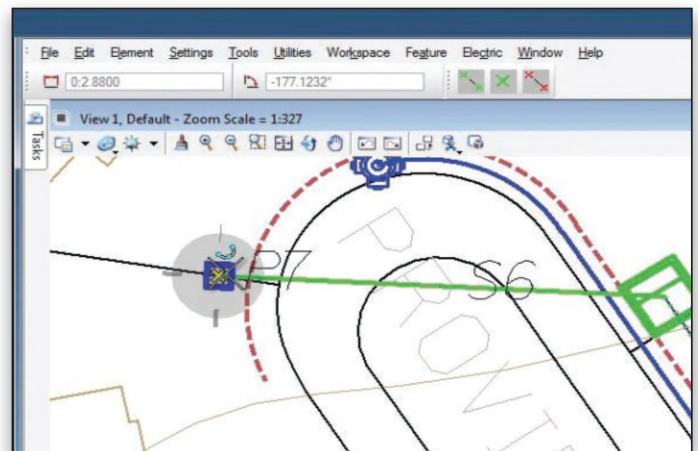 File Edit Element Settings Tools Utilities Workspace Feature Electric Window Help
0:2.8800 -177.1232°
View 1, Default - Zoom Scale = 1:327
Tasks
P7
S6